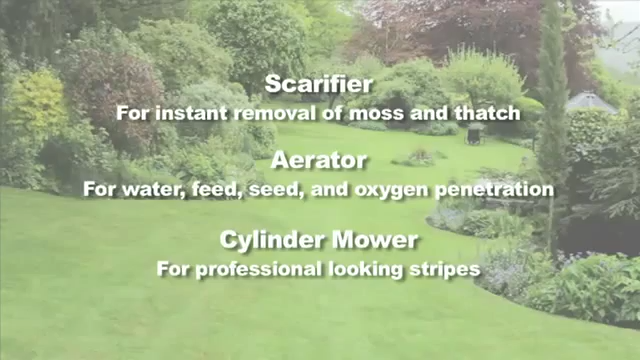 Scarifier
For instant removal of moss and thatch
Aerator
For water, feed, seed, and oxygen penetration
Cylinder Mower
For professional looking stripes